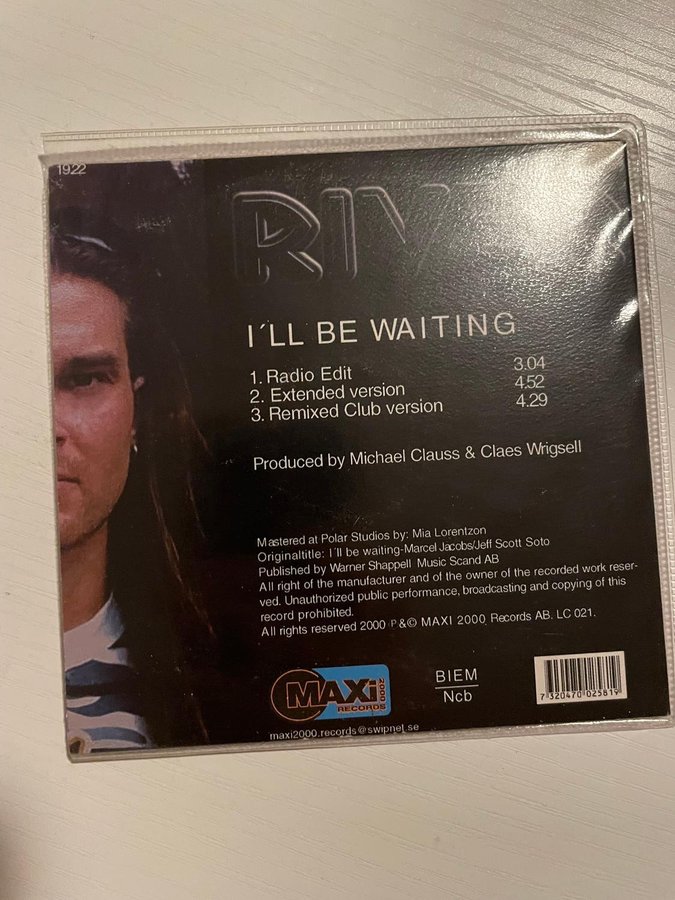 1922
I´LL BE WAITING
1. Radio Edit 3.04
2. Extended version 4.52
3. Remixed Club version 4.29
Produced by Michael Clauss & Claes Wrigsell
Mastered at Polar Studios by: Mia Lorentzon
Originaltitle: I´ll be waiting-Marcel Jacobs/Jeff Scott Soto
Published by Warner Shappell Music Scand AB
All right of the manufacturer and of the owner of the recorded work reser-
ved. Unauthorized public performance, broadcasting and copying of this
record prohibited.
All rights reserved 2000 P &© MAXI 2000 Records AB. LC 021.
MAXi 2000
RECORDS
BIEM
Ncb
7 320470 025819
maxi2000.records@swipnet.se